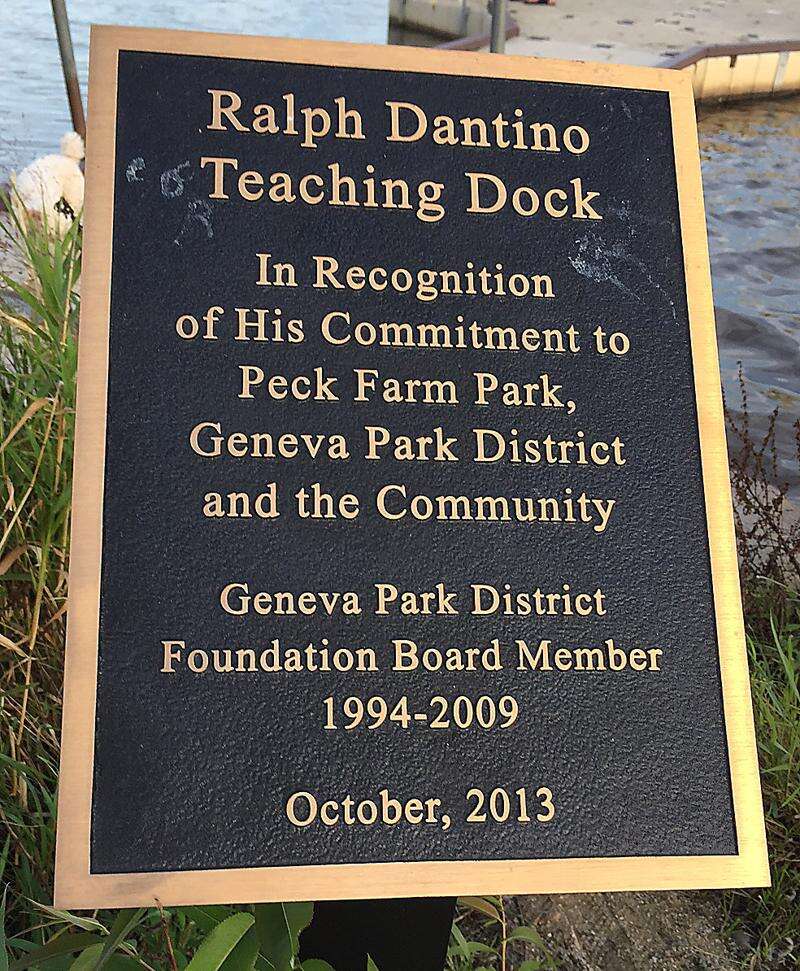 Ralph Dantino
Teaching Dock
In Recognition
of His Commitment to
Peck Farm Park,
Geneva Park District
and the Community
Geneva Park District
Foundation Board Member
1994-2009
October, 2013